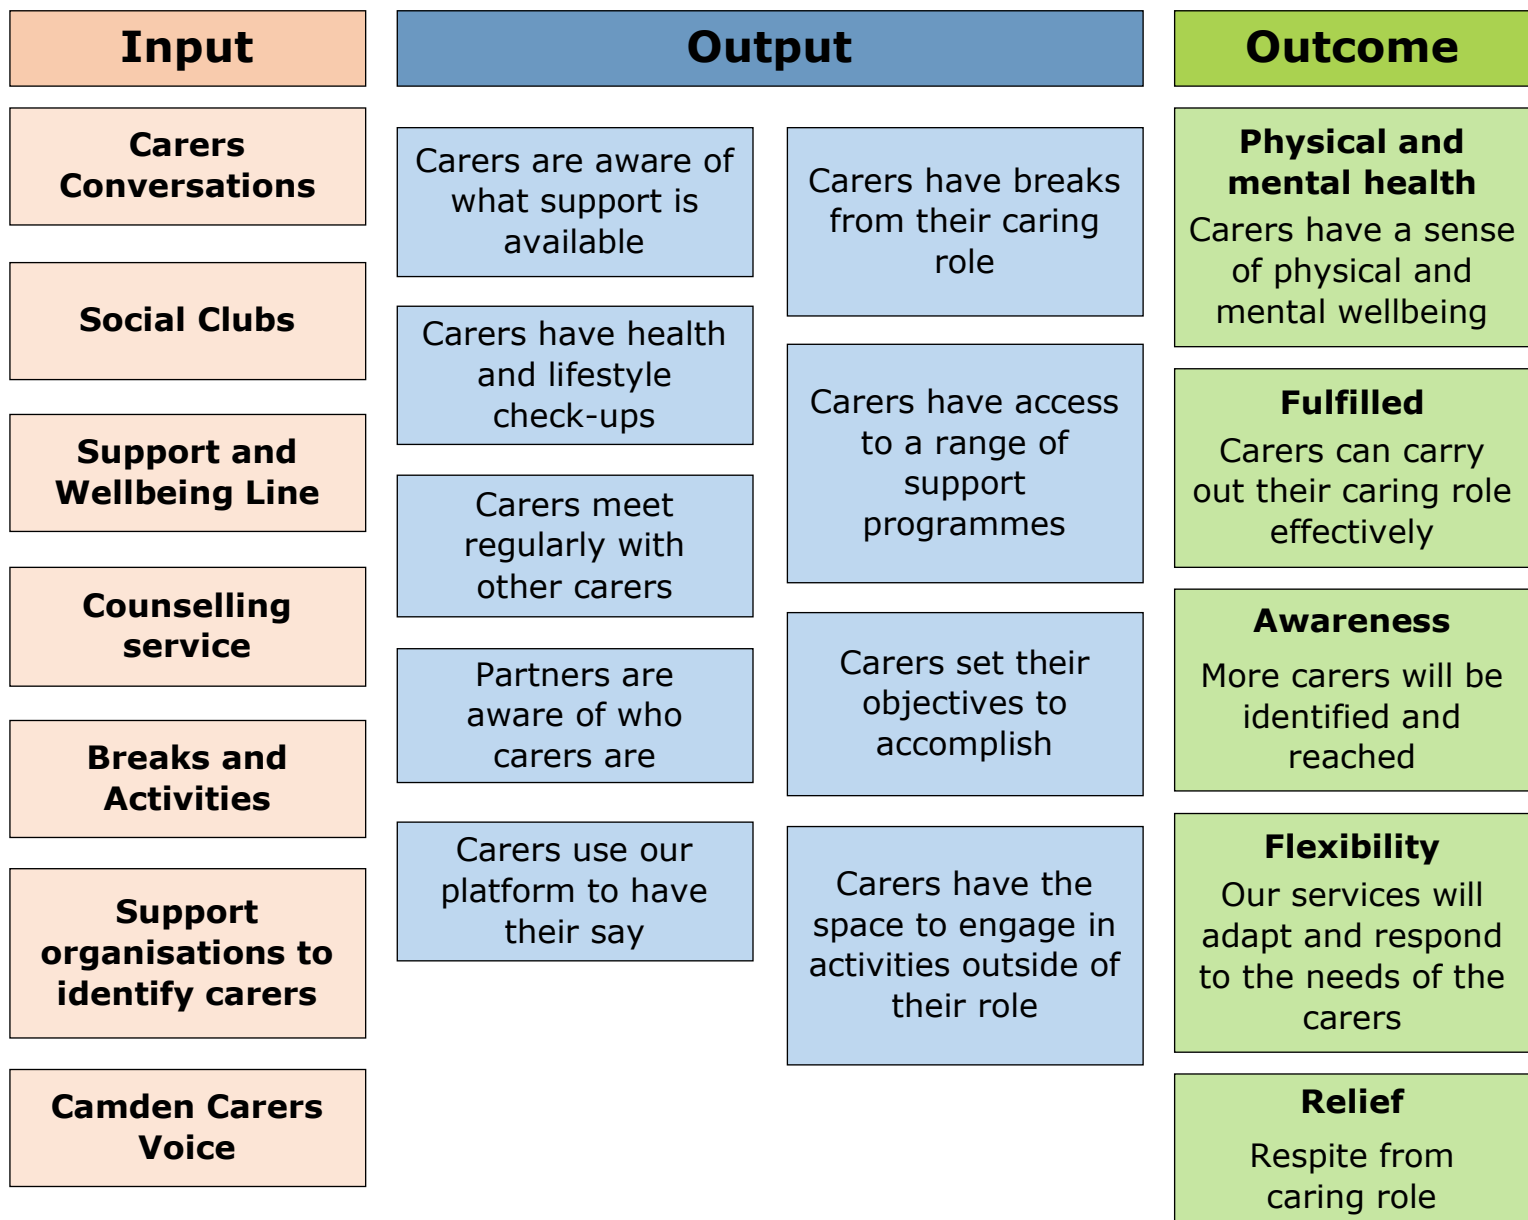 Input
Output
Outcome
Carers
Conversations
Social Clubs
Support and
Wellbeing Line
Counselling
service
Breaks and
Activities
Support
organisations to
identify carers
Camden Carers
Voice
Carers are aware of
what support is
available
Carers have health
and lifestyle
check-ups
Carers meet
regularly with
other carers
Partners are
aware of who
carers are
Carers use our
platform to have
their say
Carers have breaks
from their caring
role
Carers have access
to a range of
support
programmes
Carers set their
objectives to
accomplish
Carers have the
space to engage in
activities outside of
their role
Physical and
mental health
Carers have a sense
of physical and
mental wellbeing
Fulfilled
Carers can carry
out their caring role
effectively
Awareness
More carers will be
identified and
reached
Flexibility
Our services will
adapt and respond
to the needs of the
carers
Relief
Respite from
caring role